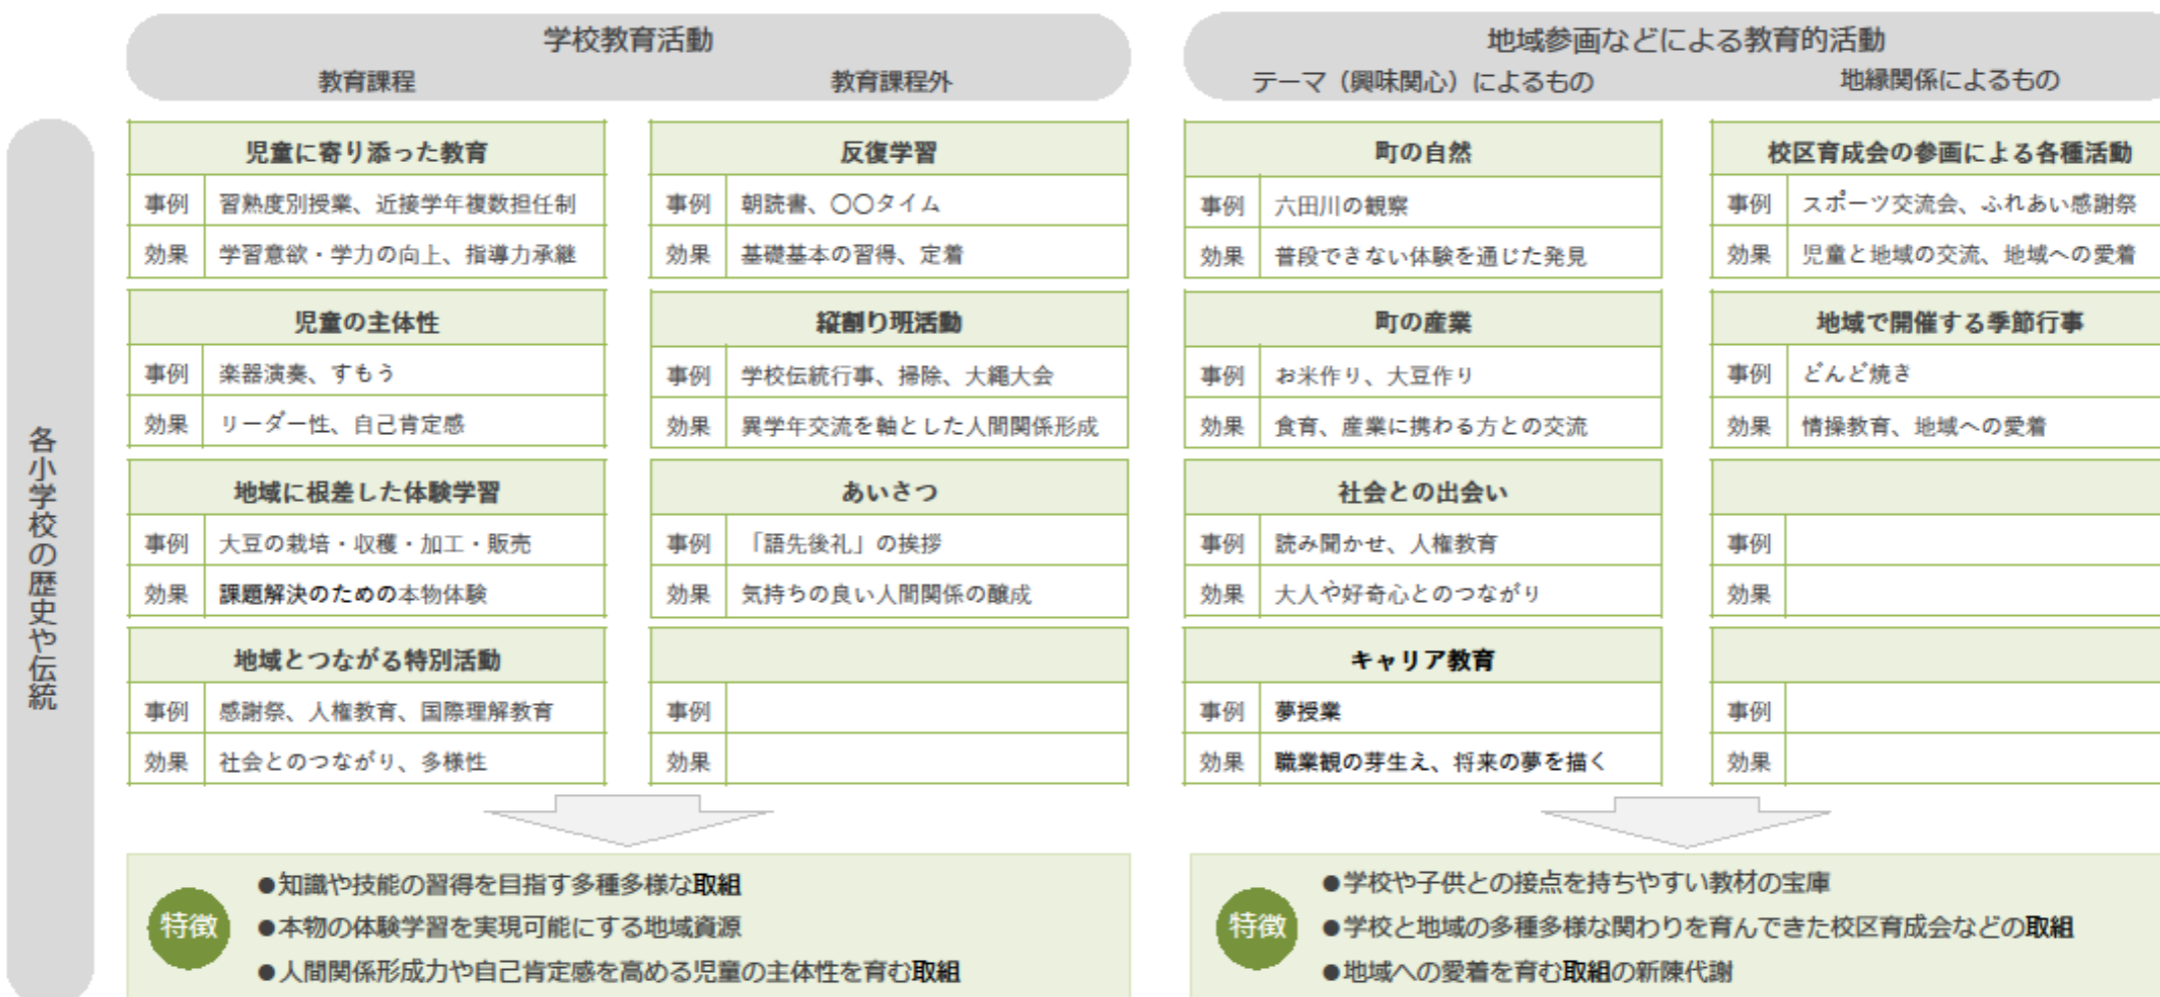 学校教育活動
教育課程
教育課程外
地域参画などによる教育的活動
テーマ（興味関心）によるもの
地縁関係によるもの
各小学校の歴史や伝統
児童に寄り添った教育
事例 習熟度別授業、近接学年複数担任制
効果 学習意欲・学力の向上、指導力承継
児童の主体性
事例 楽器演奏、すもう
効果 リーダー性、自己肯定感
地域に根差した体験学習
事例 大豆の栽培・収穫・加工・販売
効果 課題解決のための本物体験
地域とつながる特別活動
事例 感謝祭、人権教育、国際理解教育
効果 社会とのつながり、多様性
反復学習
事例 朝読書、〇〇タイム
効果 基礎基本の習得、定着
縦割り班活動
事例 学校伝統行事、掃除、大縄大会
効果 異学年交流を軸とした人間関係形成
あいさつ
事例 「語先後礼」の挨拶
効果 気持ちの良い人間関係の醸成
事例
効果
町の自然
事例 六田川の観察
効果 普段できない体験を通じた発見
町の産業
事例 お米作り、大豆作り
効果 食育、産業に携わる方との交流
社会との出会い
事例 読み聞かせ、人権教育
効果 大人や好奇心とのつながり
キャリア教育
事例 夢授業
効果 職業観の芽生え、将来の夢を描く
校区育成会の参画による各種活動
事例 スポーツ交流会、ふれあい感謝祭
効果 児童と地域の交流、地域への愛着
地域で開催する季節行事
事例 どんど焼き
効果 情操教育、地域への愛着
事例
効果
事例
効果
特徴
●知識や技能の習得を目指す多種多様な取組
●本物の体験学習を実現可能にする地域資源
●人間関係形成力や自己肯定感を高める児童の主体性を育む取組
特徴
●学校や子供との接点を持ちやすい教材の宝庫
●学校と地域の多種多様な関わりを育んできた校区育成会などの取組
●地域への愛着を育む取組の新陳代謝